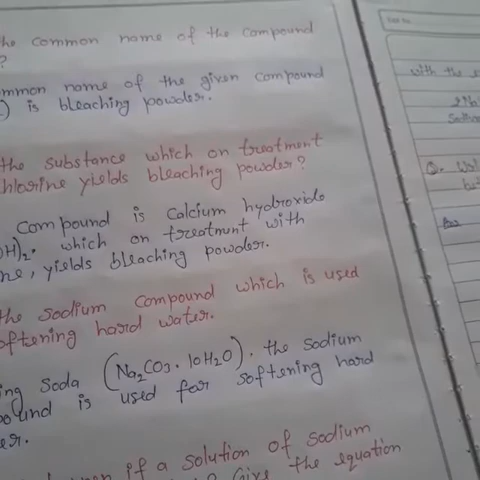 he common name of the compound
?
mmon name of the given compound
) is bleaching powder.
the substance which on treatment
hlorine yields bleaching powder?
Compound is Calcium hydroxide
OH)2. which on treatment with
ne, yields bleaching powder.
the sodium compound which is used
oftening hard water.
ing soda (Na2CO3. 10H2O). the sodium
ound is used for softening hard
er.
if a solution of sodium
Give the equation
with the
Q.
Ans